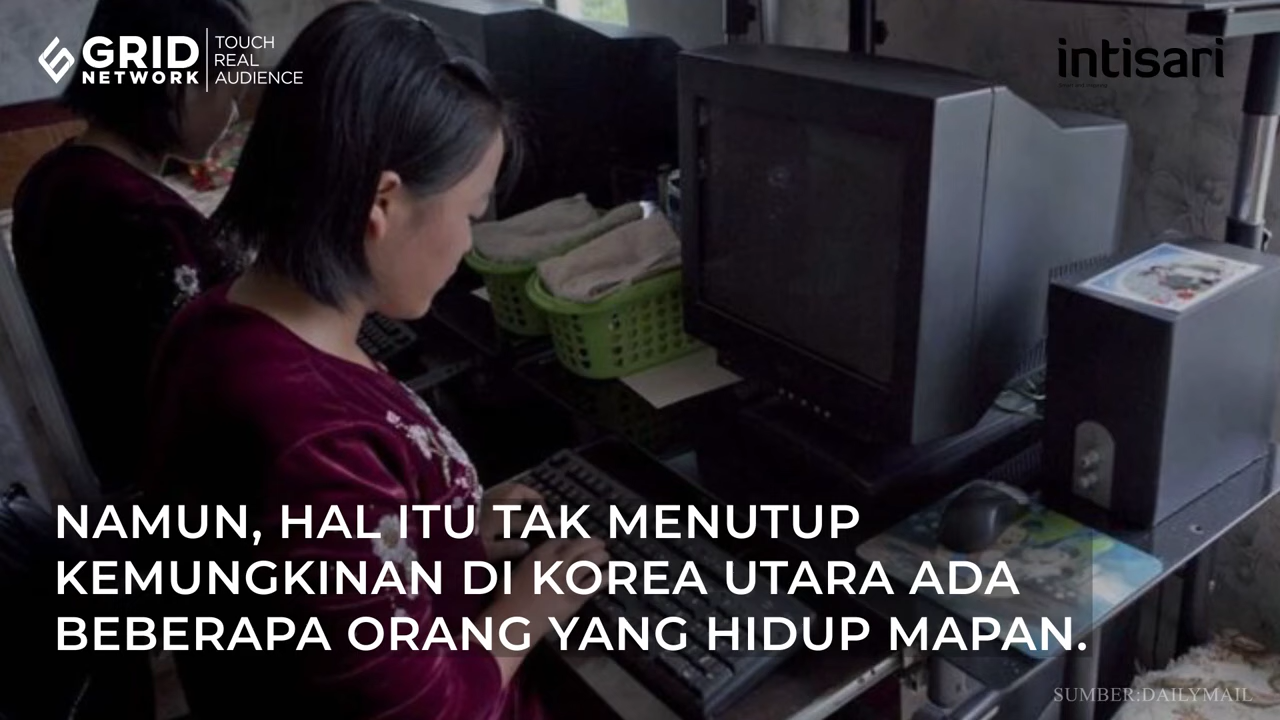 GRID
NETWORK
TOUCH
REAL
AUDIENCE
intisari
NAMUN, HAL ITU TAK MENUTUP
KEMUNGKINAN DI KOREA UTARA ADA
BEBERAPA ORANG YANG HIDUP MAPAN.
SUMBER:DAILYMAIL